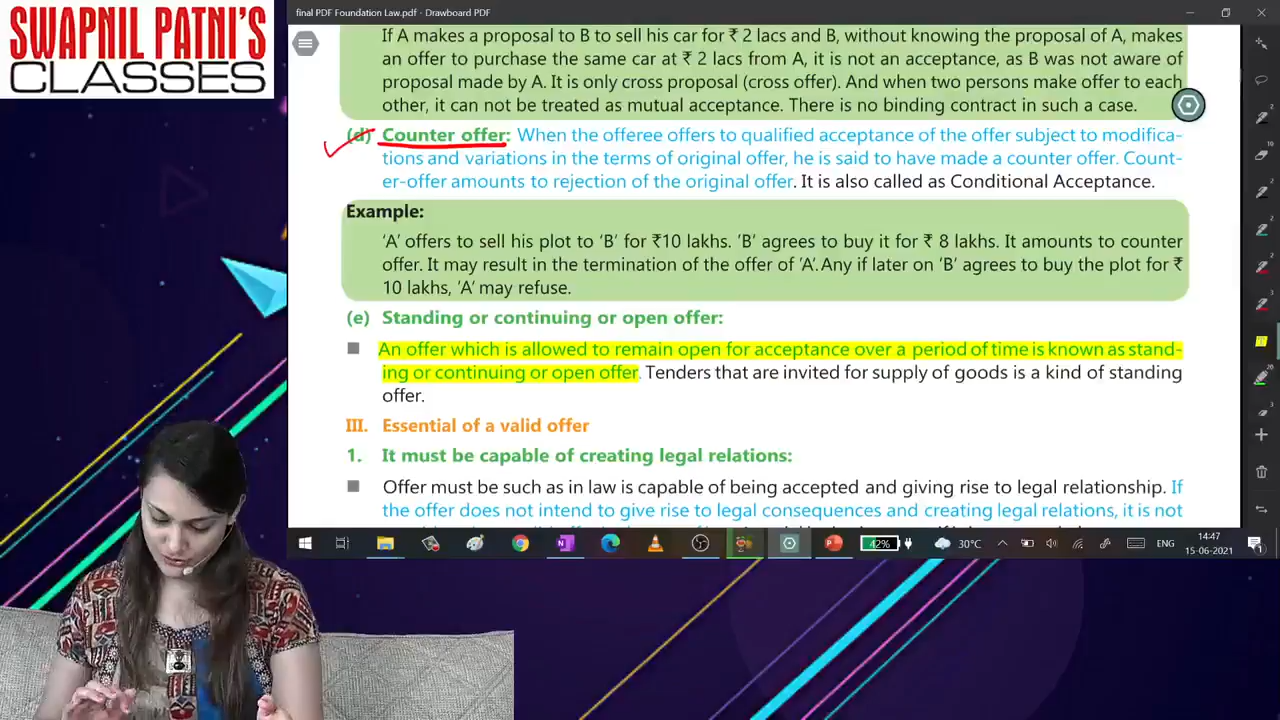 SWAPNIL PATNI'S
CLASSES
final PDF Foundation Law.pdf - Drawboard PDF
If A makes a proposal to B to sell his car for ₹ 2 lacs and B, without knowing the proposal of A, makes
an offer to purchase the same car at ₹ 2 lacs from A, it is not an acceptance, as B was not aware of
proposal made by A. It is only cross proposal (cross offer). And when two persons make offer to each
other, it can not be treated as mutual acceptance. There is no binding contract in such a case.
(d) Counter offer: When the offeree offers to qualified acceptance of the offer subject to modifica-
tions and variations in the terms of original offer, he is said to have made a counter offer. Count-
er-offer amounts to rejection of the original offer. It is also called as Conditional Acceptance.
Example:
‘A’ offers to sell his plot to ‘B’ for ₹10 lakhs. ‘B’ agrees to buy it for ₹ 8 lakhs. It amounts to counter
offer. It may result in the termination of the offer of ‘A’. Any if later on ‘B’ agrees to buy the plot for ₹
10 lakhs, ‘A’ may refuse.
(e) Standing or continuing or open offer:
An offer which is allowed to remain open for acceptance over a period of time is known as stand-
ing or continuing or open offer. Tenders that are invited for supply of goods is a kind of standing
offer.
III. Essential of a valid offer
1. It must be capable of creating legal relations:
Offer must be such as in law is capable of being accepted and giving rise to legal relationship. If
the offer does not intend to give rise to legal consequences and creating legal relations, it is not
42%
30°C
ENG
14:47
15-06-2021